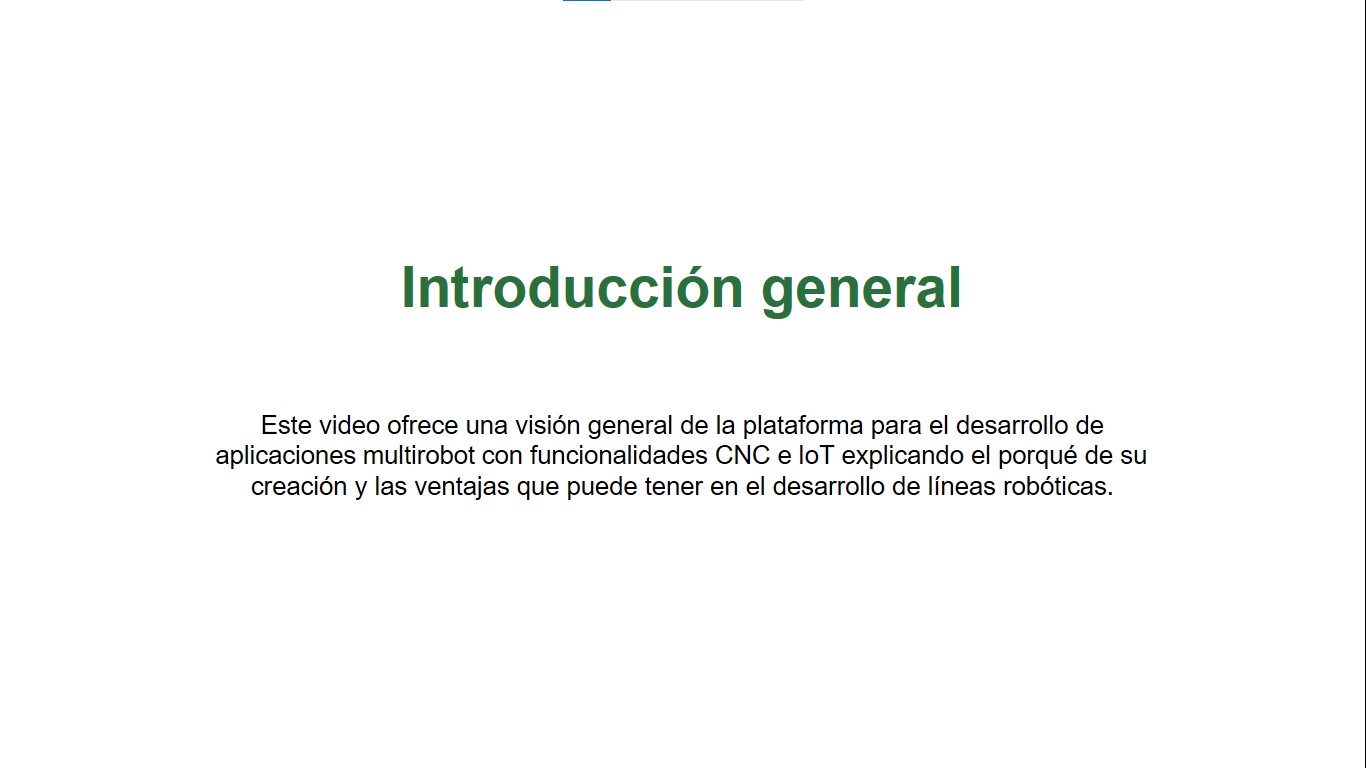 Introducción general
Este video ofrece una visión general de la plataforma para el desarrollo de
aplicaciones multirobot con funcionalidades CNC e IoT explicando el porqué de su
creación y las ventajas que puede tener en el desarrollo de líneas robóticas.